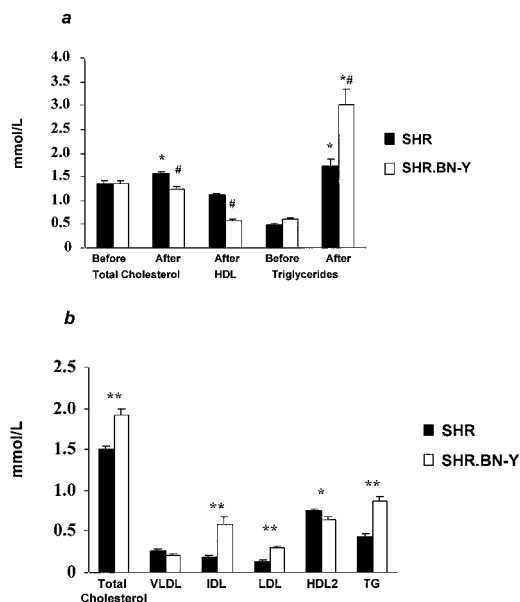 a
4.0
3.5
3.0
2.5
2.0
1.5
1.0
0.5
0
mmol/L
*
#
#
*
*#
SHR
SHR.BN-Y
Before After After Before After
Total Cholesterol HDL Triglycerides
b
2.5
2.0
1.5
1.0
0.5
0
mmol/L
**
**
**
*
**
SHR
SHR.BN-Y
Total VLDL IDL LDL HDL2 TG
Cholesterol